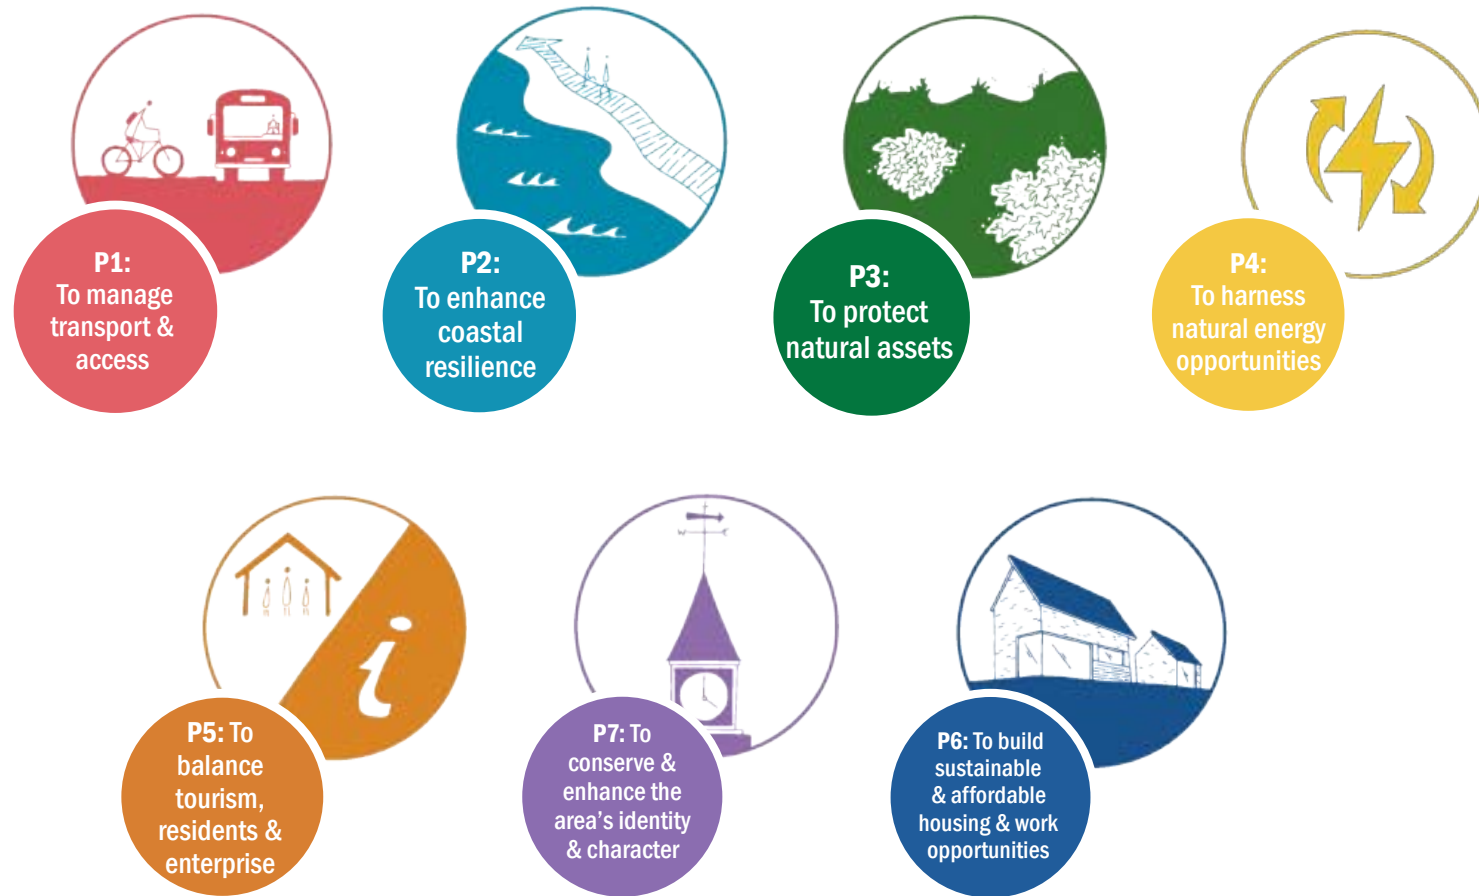 P1:
To manage
transport &
access
P2:
To enhance
coastal
resilience
P3:
To protect
natural assets
P4:
To harness
natural energy
opportunities
i
P5: To
balance
tourism,
residents &
enterprise
W E
P7: To
conserve &
enhance the
area’s identity
& character
P6: To build
sustainable
& affordable
housing & work
opportunities